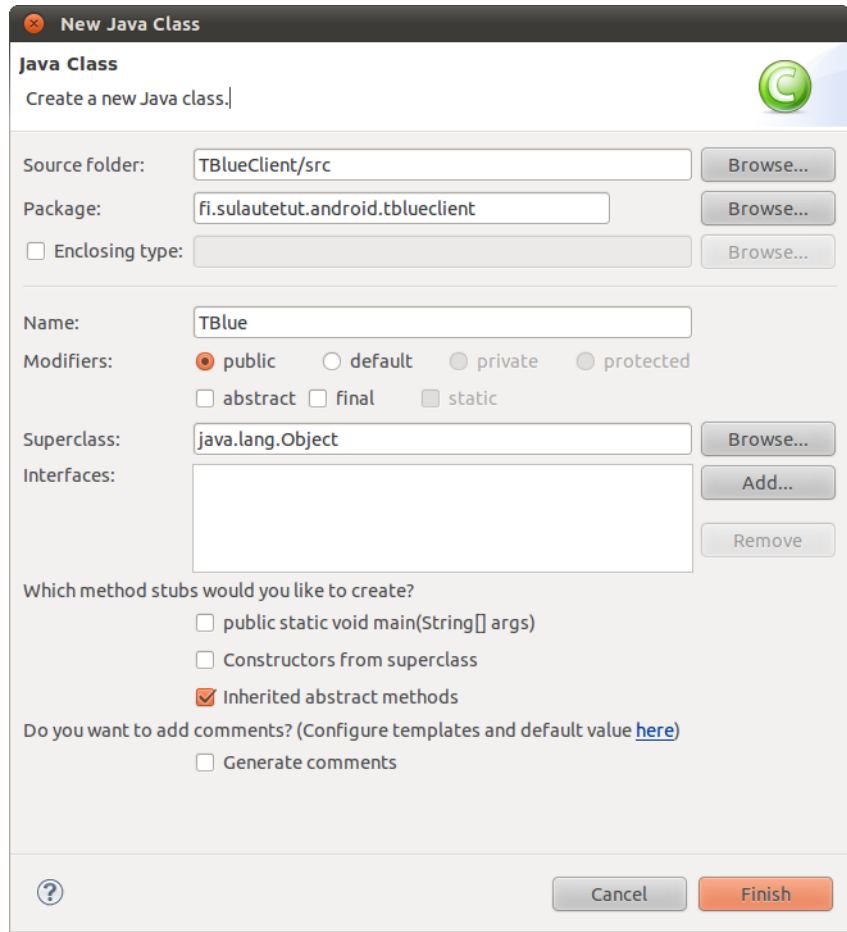 New Java Class
Java Class
Create a new Java class.
Source folder: TBlueClient/src Browse...
Package: fi.sulautetut.android.tblueclient Browse...
Enclosing type: Browse...
Name: TBlue
Modifiers: public default private protected
abstract final static
Superclass: java.lang.Object Browse...
Interfaces: Add...
Remove
Which method stubs would you like to create?
public static void main(String[] args)
Constructors from superclass
Inherited abstract methods
Do you want to add comments? (Configure templates and default value here)
Generate comments
? Cancel Finish